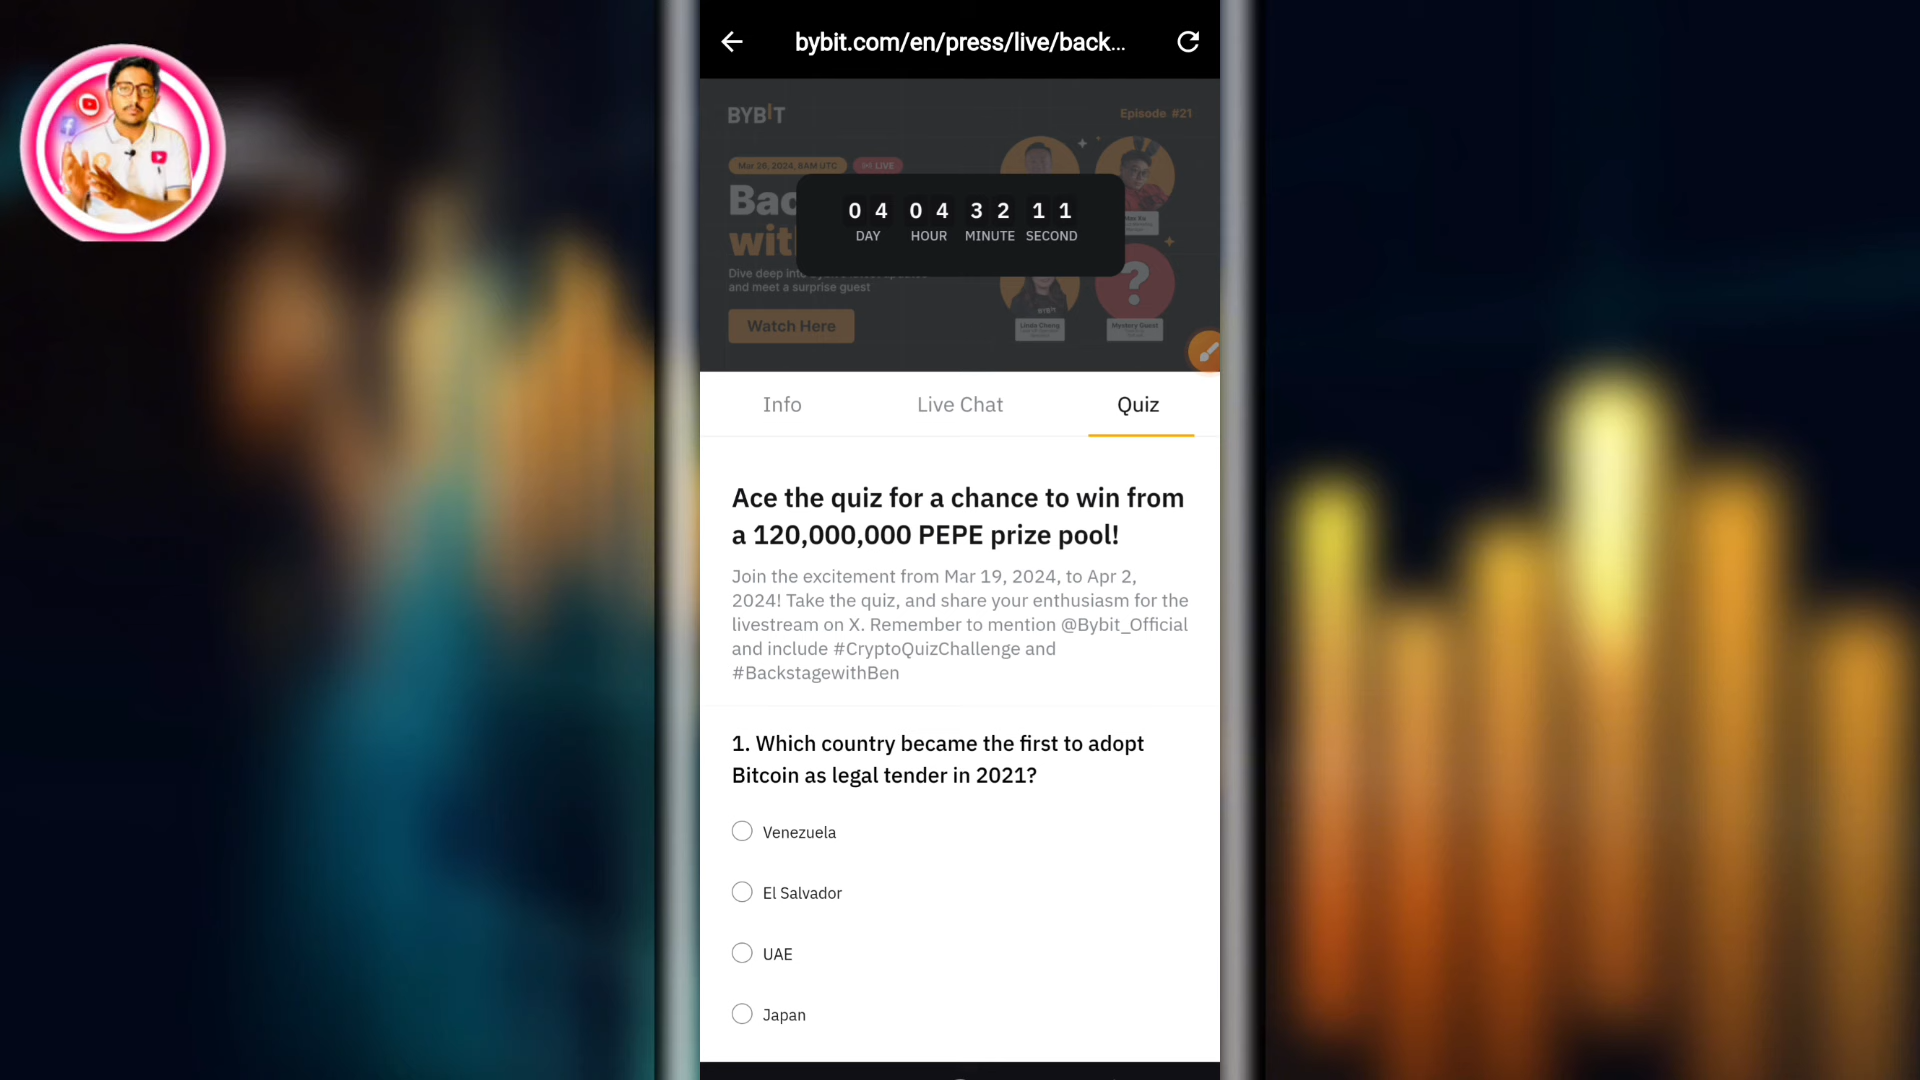 bybit.com/en/press/live/back...
BYBIT
Episode #21
Mar 26, 2024, 8AM UTC
LIVE
Bac
wit
Dive deep into
and meet a surprise guest
Watch Here
Lindy Chang
Mystery Guest
?
04 04 32 11
DAY HOUR MINUTE SECOND
Info Live Chat Quiz
Ace the quiz for a chance to win from
a 120,000,000 PEPE prize pool!
Join the excitement from Mar 19, 2024, to Apr 2,
2024! Take the quiz, and share your enthusiasm for the
livestream on X. Remember to mention @Bybit_Official
and include #CryptoQuizChallenge and
#BackstagewithBen
1. Which country became the first to adopt
Bitcoin as legal tender in 2021?
Venezuela
El Salvador
UAE
Japan